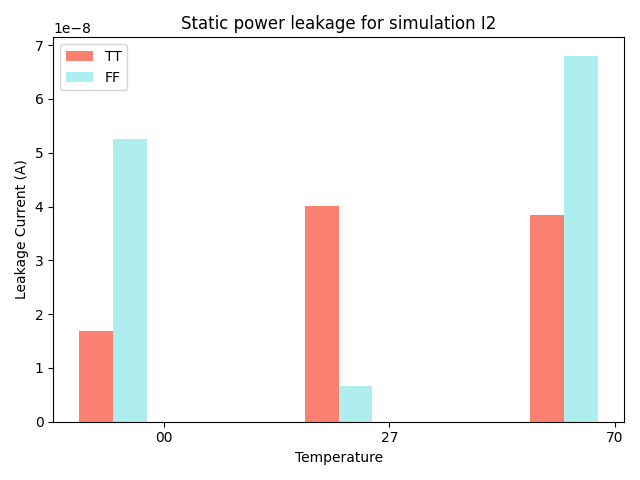 Static power leakage for simulation I2
1e−8
7
6
5
4
3
2
1
0
Leakage Current (A)
TT
FF
00
27
70
Temperature